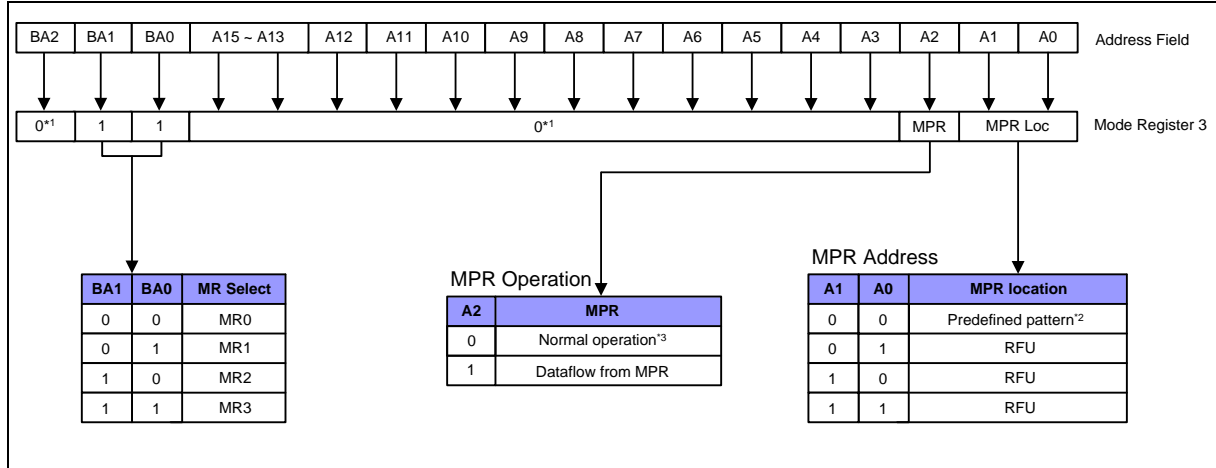 BA2 BA1 BA0 A15 ~ A13 A12 A11 A10 A9 A8 A7 A6 A5 A4 A3 A2 A1 A0 Address Field
0*1 1 1 0*1 MPR MPR Loc Mode Register 3
MPR Operation
MPR Address
BA1 BA0 MR Select
0 0 MR0
0 1 MR1
1 0 MR2
1 1 MR3
A2 MPR
0 Normal operation*3
1 Dataflow from MPR
A1 A0 MPR location
0 0 Predefined pattern*2
0 1 RFU
1 0 RFU
1 1 RFU